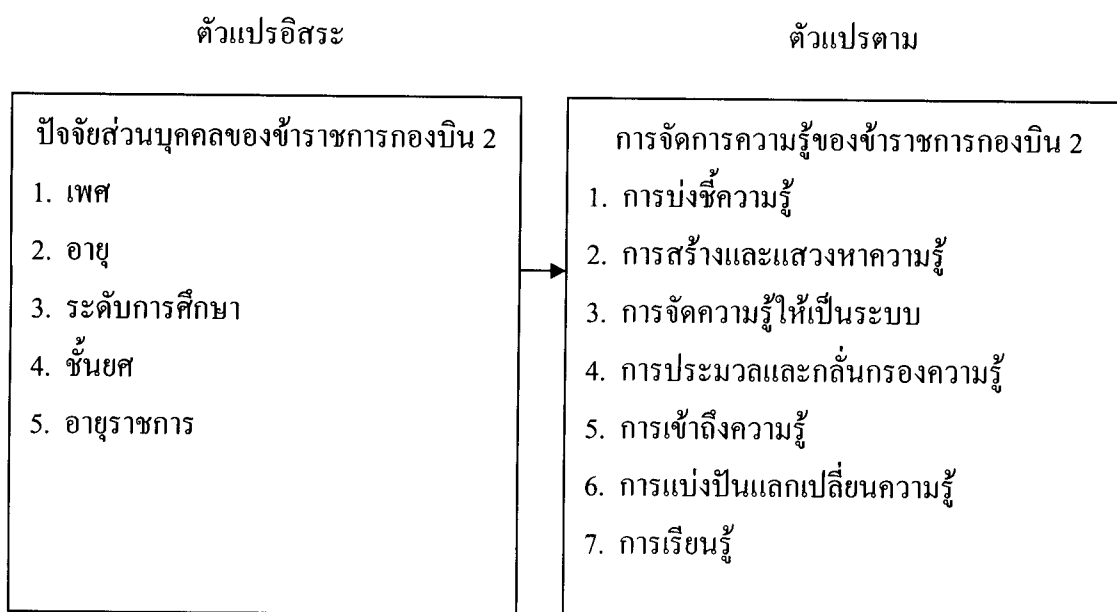 ตัวแปรอิสระ
ตัวแปรตาม
ปัจจัยส่วนบุคคลของข้าราชการกองบิน 2
1. เพศ
2. อายุ
3. ระดับการศึกษา
4. ชั้นยศ
5. อายุราชการ
การจัดการความรู้ของข้าราชการกองบิน 2
1. การบ่งชี้ความรู้
2. การสร้างและแสวงหาความรู้
3. การจัดความรู้ให้เป็นระบบ
4. การประมวลและกลั่นกรองความรู้
5. การเข้าถึงความรู้
6. การแบ่งปันแลกเปลี่ยนความรู้
7. การเรียนรู้